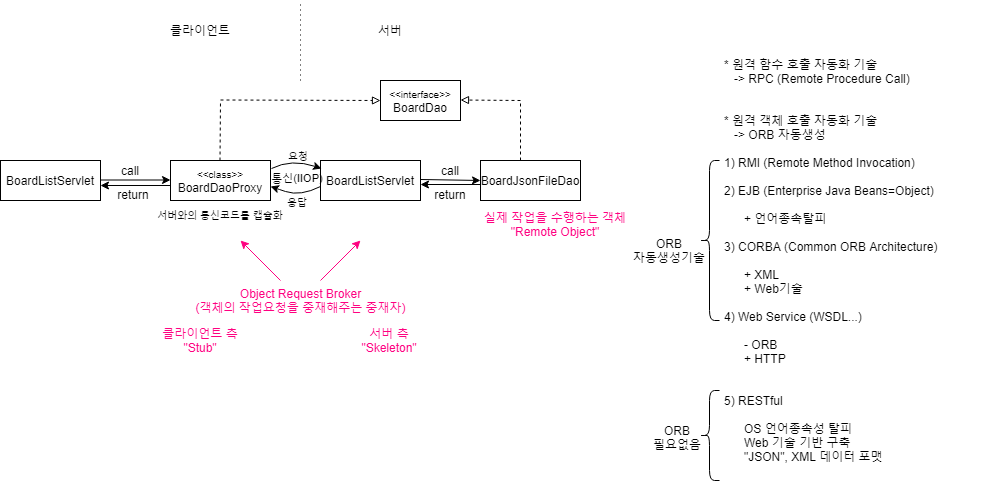 클라이언트
서버
<<interface>>
BoardDao
BoardListServlet
call
return
<<class>>
BoardDaoProxy
서버와의 통신코드를 캡슐화
요청
통신(IIOP)
응답
BoardListServlet
call
return
BoardJsonFileDao
실제 작업을 수행하는 객체
"Remote Object"
Object Request Broker
(객체의 작업요청을 중재해주는 중재자)
클라이언트 측
"Stub"
서버 측
"Skeleton"
* 원격 함수 호출 자동화 기술
-> RPC (Remote Procedure Call)
* 원격 객체 호출 자동화 기술
-> ORB 자동생성
ORB
자동생성기술
1) RMI (Remote Method Invocation)
2) EJB (Enterprise Java Beans=Object)
+ 언어종속탈피
3) CORBA (Common ORB Architecture)
+ XML
+ Web기술
4) Web Service (WSDL...)
- ORB
+ HTTP
ORB
필요없음
5) RESTful
OS 언어종속성 탈피
Web 기술 기반 구축
"JSON", XML 데이터 포맷